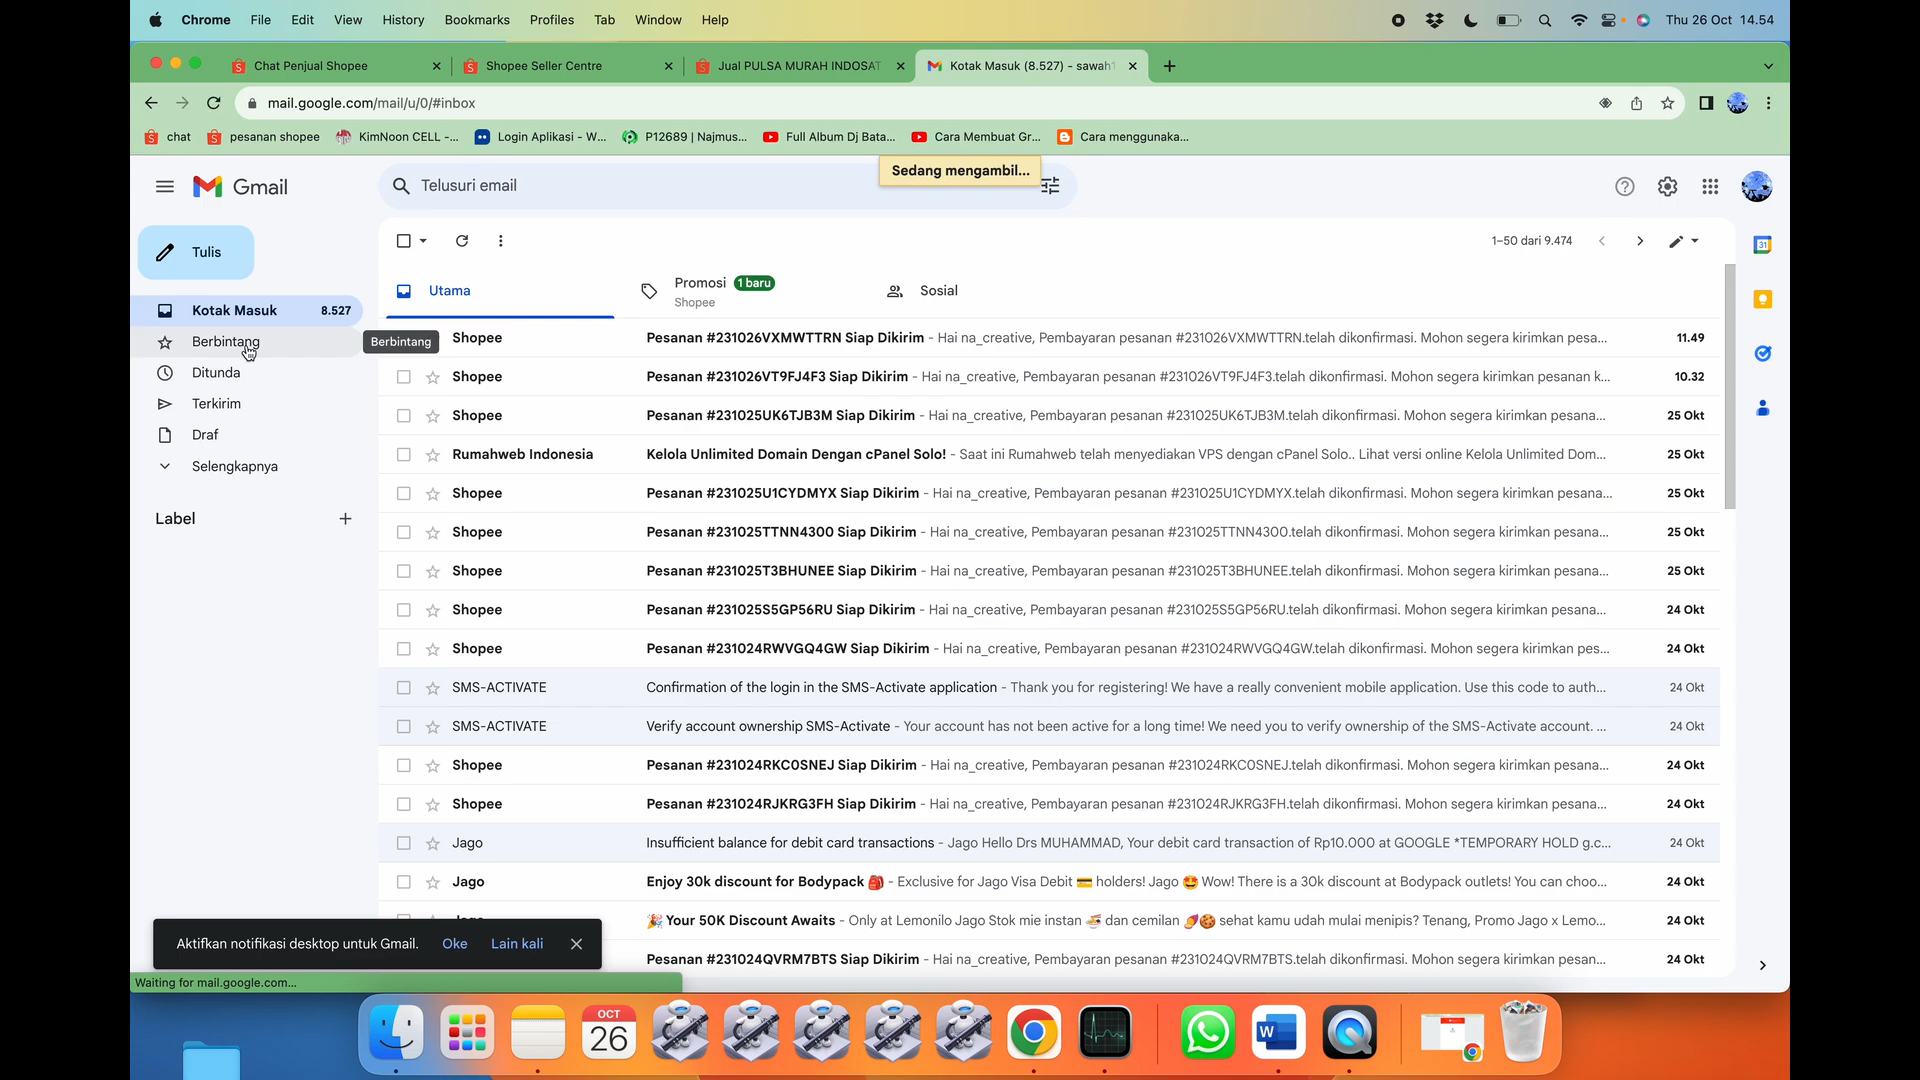 Chrome File Edit View History Bookmarks Profiles Tab Window Help Thu 26 Oct 14.54
Chat Penjual Shopee Shopee Seller Centre Jual PULSA MURAH INDOSAT Kotak Masuk (8.527) - sawah
mail.google.com/mail/u/0/#inbox
chat pesanan shopee KimNoon CELL -... Login Aplikasi - W... P12689 | Najmus... Full Album Dj Bata... Cara Membuat Gr... Cara menggunaka...
Sedang mengambil...
Gmail Telusuri email
Tulis 1–50 dari 9.474
Utama Promosi 1 baru Sosial
Shopee
Kotak Masuk 8.527
Berbintang
Berbintang
Ditunda
Terkirim
Draf
Selengkapnya
Label
Shopee Pesanan #231026VXMWTTRN Siap Dikirim - Hai na_creative, Pembayaran pesanan #231026VXMWTTRN.telah dikonfirmasi. Mohon segera kirimkan pesa... 11.49
Shopee Pesanan #231026VT9FJ4F3 Siap Dikirim - Hai na_creative, Pembayaran pesanan #231026VT9FJ4F3.telah dikonfirmasi. Mohon segera kirimkan pesanan k... 10.32
Shopee Pesanan #231025UK6TJB3M Siap Dikirim - Hai na_creative, Pembayaran pesanan #231025UK6TJB3M.telah dikonfirmasi. Mohon segera kirimkan pesana... 25 Okt
Rumahweb Indonesia Kelola Unlimited Domain Dengan cPanel Solo! - Saat ini Rumahweb telah menyediakan VPS dengan cPanel Solo.. Lihat versi online Kelola Unlimited Dom... 25 Okt
Shopee Pesanan #231025U1CYDMYX Siap Dikirim - Hai na_creative, Pembayaran pesanan #231025U1CYDMYX.telah dikonfirmasi. Mohon segera kirimkan pesana... 25 Okt
Shopee Pesanan #231025TTNN4300 Siap Dikirim - Hai na_creative, Pembayaran pesanan #231025TTNN4300.telah dikonfirmasi. Mohon segera kirimkan pesana... 25 Okt
Shopee Pesanan #231025T3BHUNEE Siap Dikirim - Hai na_creative, Pembayaran pesanan #231025T3BHUNEE.telah dikonfirmasi. Mohon segera kirimkan pesana... 25 Okt
Shopee Pesanan #231025S5GP56RU Siap Dikirim - Hai na_creative, Pembayaran pesanan #231025S5GP56RU.telah dikonfirmasi. Mohon segera kirimkan pesana... 24 Okt
Shopee Pesanan #231024RWVGQ4GW Siap Dikirim - Hai na_creative, Pembayaran pesanan #231024RWVGQ4GW.telah dikonfirmasi. Mohon segera kirimkan pes... 24 Okt
SMS-ACTIVATE Confirmation of the login in the SMS-Activate application - Thank you for registering! We have a really convenient mobile application. Use this code to auth... 24 Okt
SMS-ACTIVATE Verify account ownership SMS-Activate - Your account has not been active for a long time! We need you to verify ownership of the SMS-Activate account. ... 24 Okt
Shopee Pesanan #231024RKC0SNEJ Siap Dikirim - Hai na_creative, Pembayaran pesanan #231024RKC0SNEJ.telah dikonfirmasi. Mohon segera kirimkan pesana... 24 Okt
Shopee Pesanan #231024RJKRG3FH Siap Dikirim - Hai na_creative, Pembayaran pesanan #231024RJKRG3FH.telah dikonfirmasi. Mohon segera kirimkan pesana... 24 Okt
Jago Insufficient balance for debit card transactions - Jago Hello Drs MUHAMMAD, Your debit card transaction of Rp10.000 at GOOGLE *TEMPORARY HOLD g.c... 24 Okt
Jago Enjoy 30k discount for Bodypack 🎒 - Exclusive for Jago Visa Debit 💳 holders! Jago 🤩 Wow! There is a 30k discount at Bodypack outlets! You can choo... 24 Okt
🎉 Your 50K Discount Awaits - Only at Lemonilo Jago Stok mie instan 🍜 dan cemilan 🍠🍪 sehat kamu udah mulai menipis? Tenang, Promo Jago x Lemo... 24 Okt
Pesanan #231024QVRM7BTS Siap Dikirim - Hai na_creative, Pembayaran pesanan #231024QVRM7BTS.telah dikonfirmasi. Mohon segera kirimkan pesan... 24 Okt
Aktifkan notifikasi desktop untuk Gmail. Oke Lain kali
Waiting for mail.google.com...
OCT
26
W